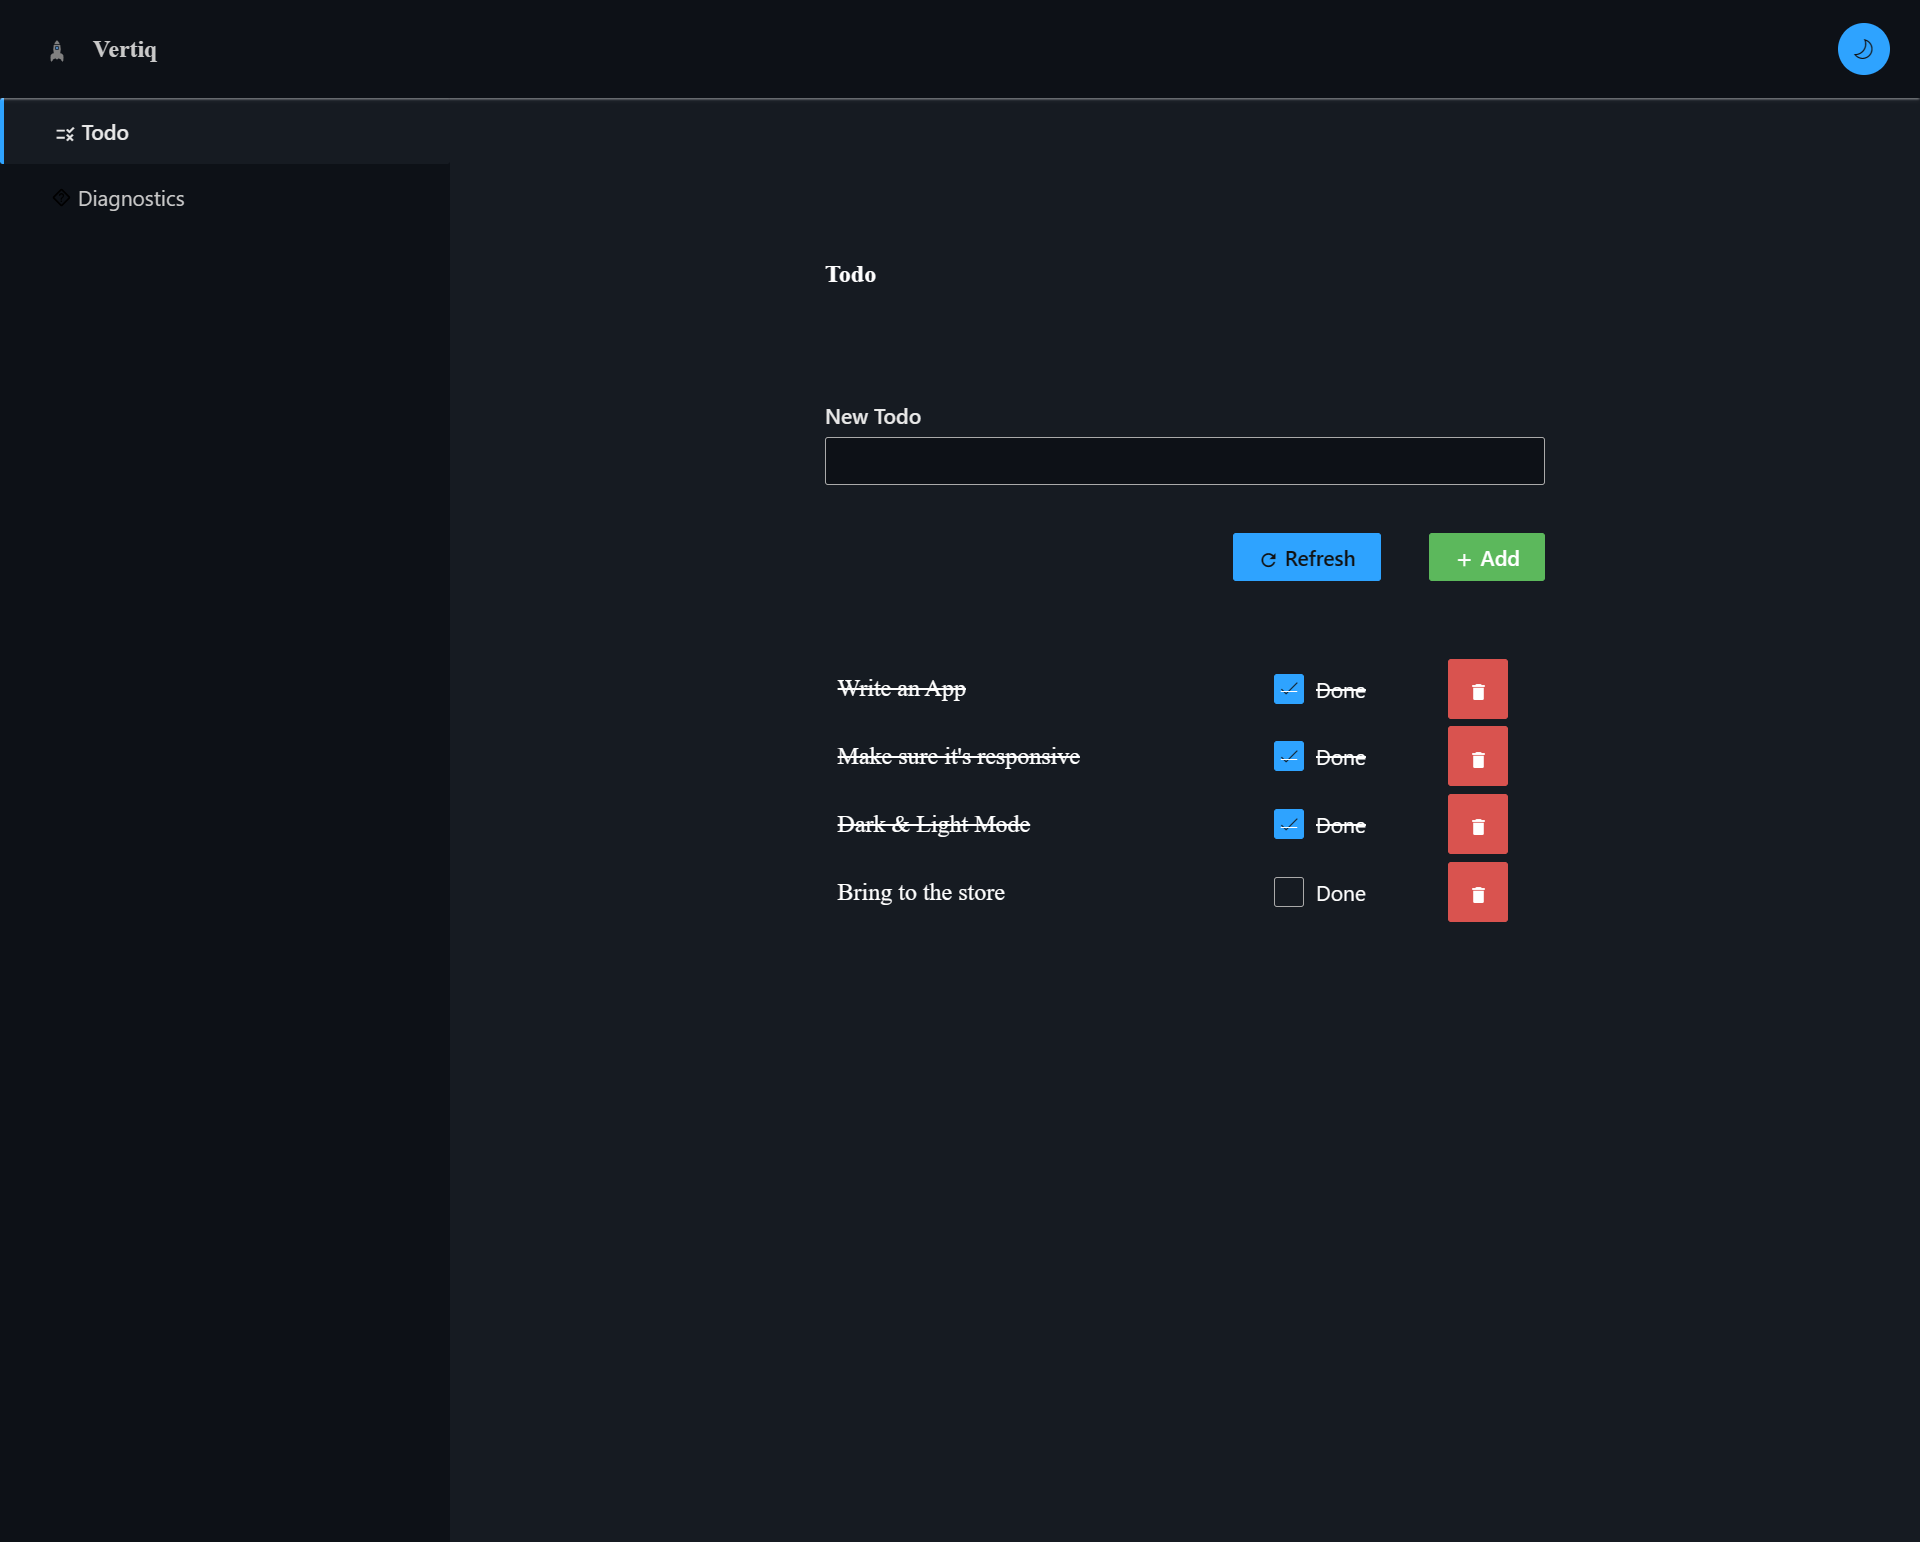 Vertiq
Todo
Diagnostics
Todo
New Todo
Refresh
Add
Write an App
Done
Make sure it's responsive
Done
Dark & Light Mode
Done
Bring to the store
Done